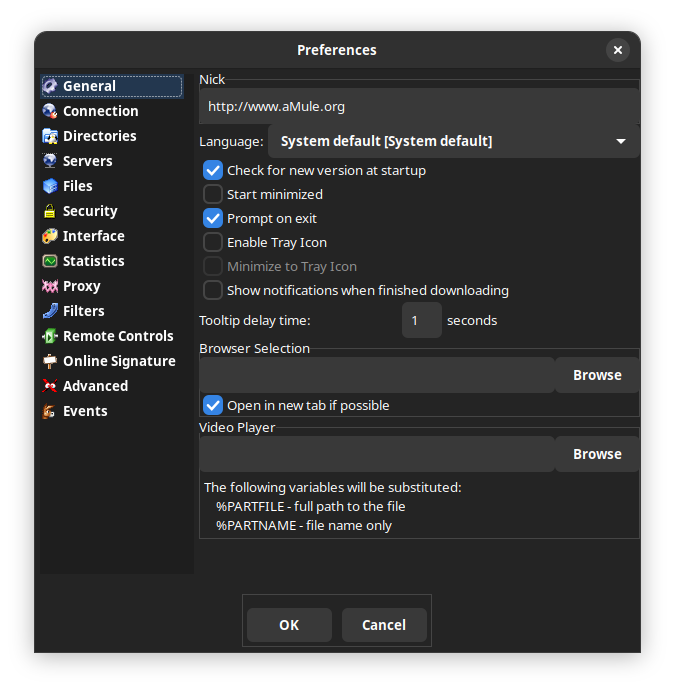 Preferences
General
Connection
Directories
Servers
Files
Security
Interface
Statistics
Proxy
Filters
Remote Controls
Online Signature
Advanced
Events
Nick
http://www.aMule.org
Language: System default [System default]
Check for new version at startup
Start minimized
Prompt on exit
Enable Tray Icon
Minimize to Tray Icon
Show notifications when finished downloading
Tooltip delay time: 1 seconds
Browser Selection
Browse
Open in new tab if possible
Video Player
Browse
The following variables will be substituted:
%PARTFILE - full path to the file
%PARTNAME - file name only
OK Cancel